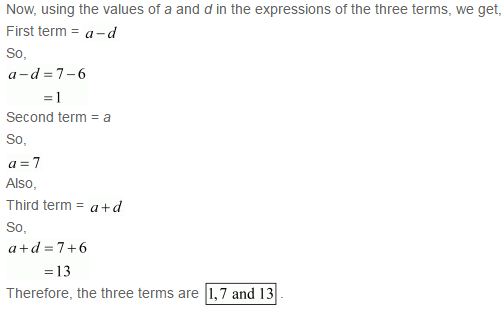 Now, using the values of a and d in the expressions of the three terms, we get,
First term = a – d
So,
a – d = 7 – 6
= 1
Second term = a
So,
a = 7
Also,
Third term = a + d
So,
a + d = 7 + 6
= 13
Therefore, the three terms are 1, 7 and 13 .